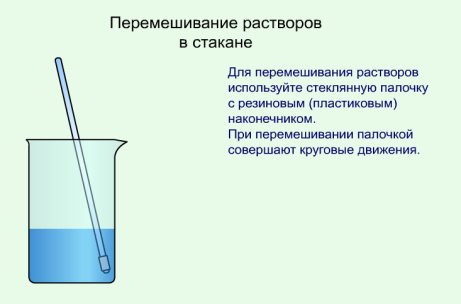 Перемешивание растворов
в стакане
Для перемешивания растворов
используйте стеклянную палочку
с резиновым (пластиковым)
наконечником.
При перемешивании палочкой
совершают круговые движения.